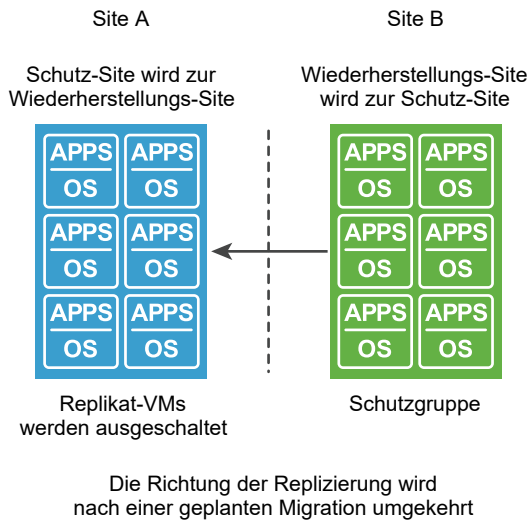 Site A
Site B
Schutz-Site wird zur
Wiederherstellungs-Site
Wiederherstellungs-Site
wird zur Schutz-Site
APPS
OS
APPS
OS
APPS
OS
APPS
OS
APPS
OS
APPS
OS
APPS
OS
APPS
OS
APPS
OS
APPS
OS
APPS
OS
APPS
OS
Replikat-VMs
werden ausgeschaltet
Schutzgruppe
Die Richtung der Replizierung wird
nach einer geplanten Migration umgekehrt